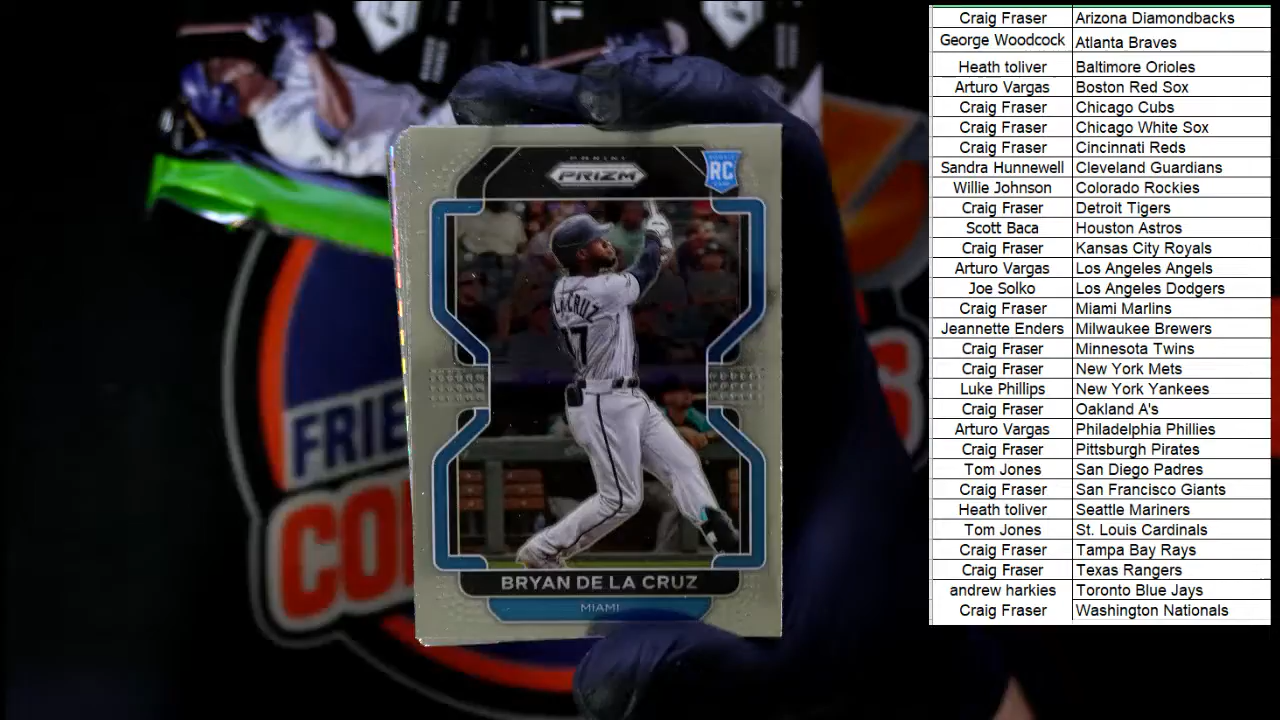 PANINI
PRIZM
RC
LA CRUZ
17
BRYAN DE LA CRUZ
MIAMI
FRIE
CO
Craig Fraser Arizona Diamondbacks
George Woodcock Atlanta Braves
Heath toliver Baltimore Orioles
Arturo Vargas Boston Red Sox
Craig Fraser Chicago Cubs
Craig Fraser Chicago White Sox
Craig Fraser Cincinnati Reds
Sandra Hunnewell Cleveland Guardians
Willie Johnson Colorado Rockies
Craig Fraser Detroit Tigers
Scott Baca Houston Astros
Craig Fraser Kansas City Royals
Arturo Vargas Los Angeles Angels
Joe Solko Los Angeles Dodgers
Craig Fraser Miami Marlins
Jeannette Enders Milwaukee Brewers
Craig Fraser Minnesota Twins
Craig Fraser New York Mets
Luke Phillips New York Yankees
Craig Fraser Oakland A's
Arturo Vargas Philadelphia Phillies
Craig Fraser Pittsburgh Pirates
Tom Jones San Diego Padres
Craig Fraser San Francisco Giants
Heath toliver Seattle Mariners
Tom Jones St. Louis Cardinals
Craig Fraser Tampa Bay Rays
Craig Fraser Texas Rangers
andrew harkies Toronto Blue Jays
Craig Fraser Washington Nationals